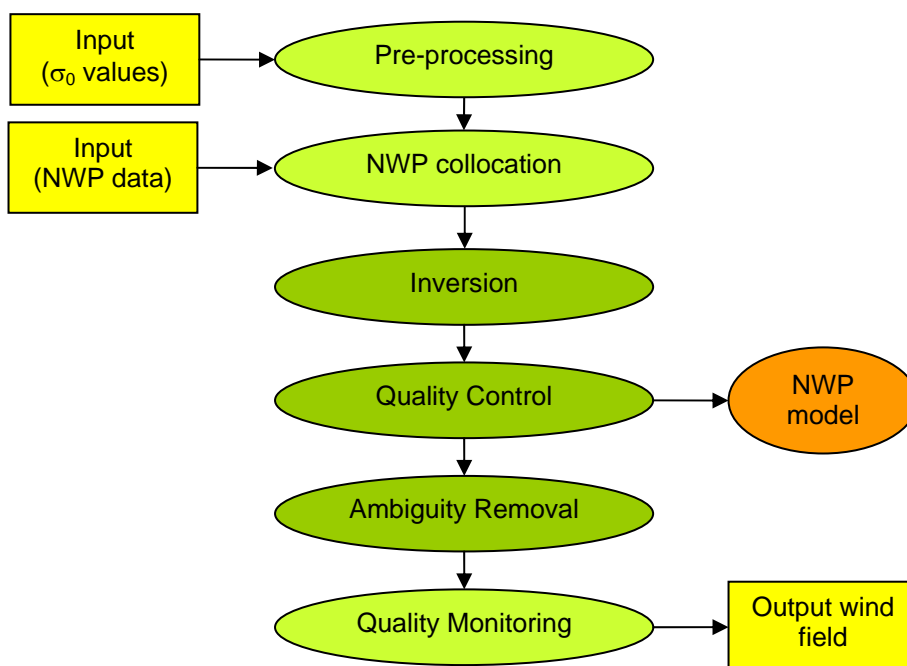 Input
(σ₀ values)
Pre-processing
Input
(NWP data)
NWP collocation
Inversion
Quality Control
NWP
model
Ambiguity Removal
Quality Monitoring
Output wind
field